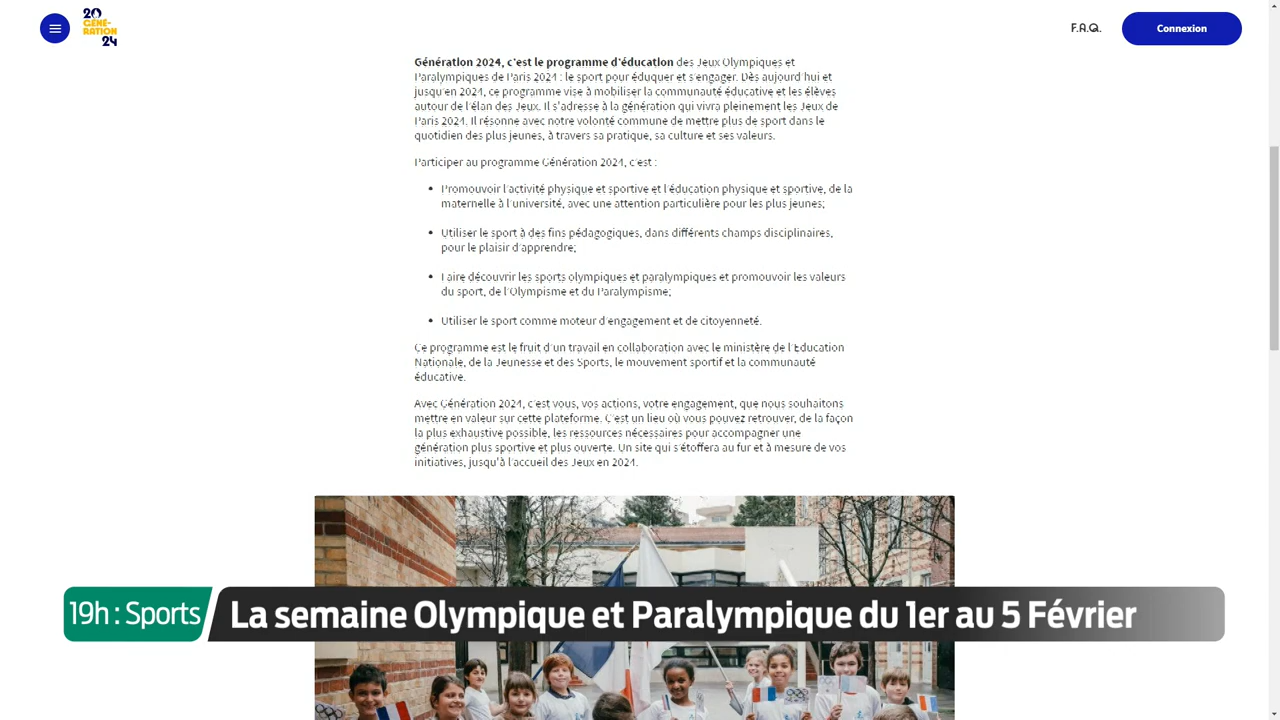 20
GÉNÉ-
RATION
24
F.A.Q.
Connexion
Génération 2024, c'est le programme d'éducation des Jeux Olympiques et
Paralympiques de Paris 2024 : le sport pour éduquer et s'engager. Dès aujourd'hui et
jusqu'en 2024, ce programme vise à mobiliser la communauté éducative et les élèves
autour de l'élan des Jeux. Il s'adresse à la génération qui vivra pleinement les Jeux de
Paris 2024. Il résonne avec notre volonté commune de mettre plus de sport dans le
quotidien des plus jeunes, à travers sa pratique, sa culture et ses valeurs.
Participer au programme Génération 2024, c'est :
• Promouvoir l'activité physique et sportive et l'éducation physique et sportive, de la
maternelle à l'université, avec une attention particulière pour les plus jeunes;
• Utiliser le sport à des fins pédagogiques, dans différents champs disciplinaires,
pour le plaisir d'apprendre;
• Faire découvrir les sports olympiques et paralympiques et promouvoir les valeurs
du sport, de l'Olympisme et du Paralympisme;
• Utiliser le sport comme moteur d'engagement et de citoyenneté.
Ce programme est le fruit d'un travail en collaboration avec le ministère de l'Education
Nationale, de la Jeunesse et des Sports, le mouvement sportif et la communauté
éducative.
Avec Génération 2024, c'est vous, vos actions, votre engagement, que nous souhaitons
mettre en valeur sur cette plateforme. C'est un lieu où vous pouvez retrouver, de la façon
la plus exhaustive possible, les ressources nécessaires pour accompagner une
génération plus sportive et plus ouverte. Un site qui s'étoffera au fur et à mesure de vos
initiatives, jusqu'à l'accueil des Jeux en 2024.
19h : Sports
La semaine Olympique et Paralympique du 1er au 5 Février